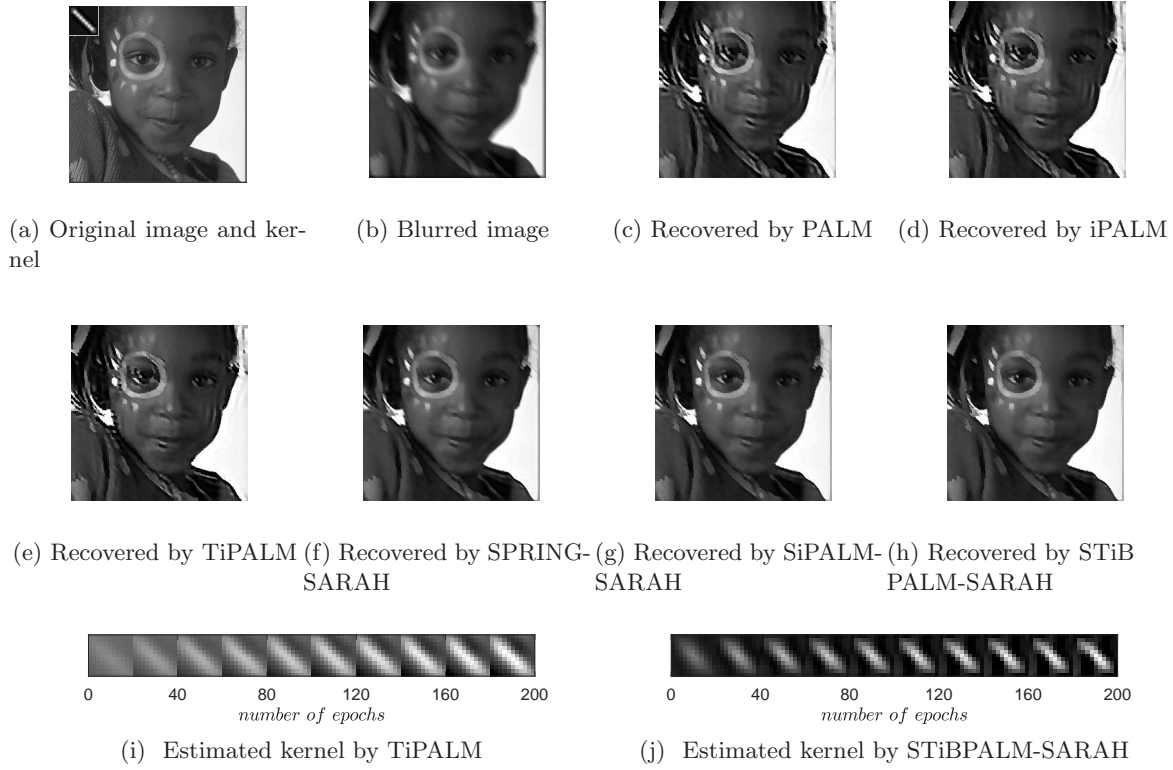 (a) Original image and ker-
nel
(b) Blurred image
(c) Recovered by PALM
(d) Recovered by iPALM
(e) Recovered by TiPALM
(f) Recovered by SPRING-
SARAH
(g) Recovered by SiPALM-
SARAH
(h) Recovered by STiB
PALM-SARAH
0 40 80 120 160 200
number of epochs
(i) Estimated kernel by TiPALM
0 40 80 120 160 200
number of epochs
(j) Estimated kernel by STiBPALM-SARAH